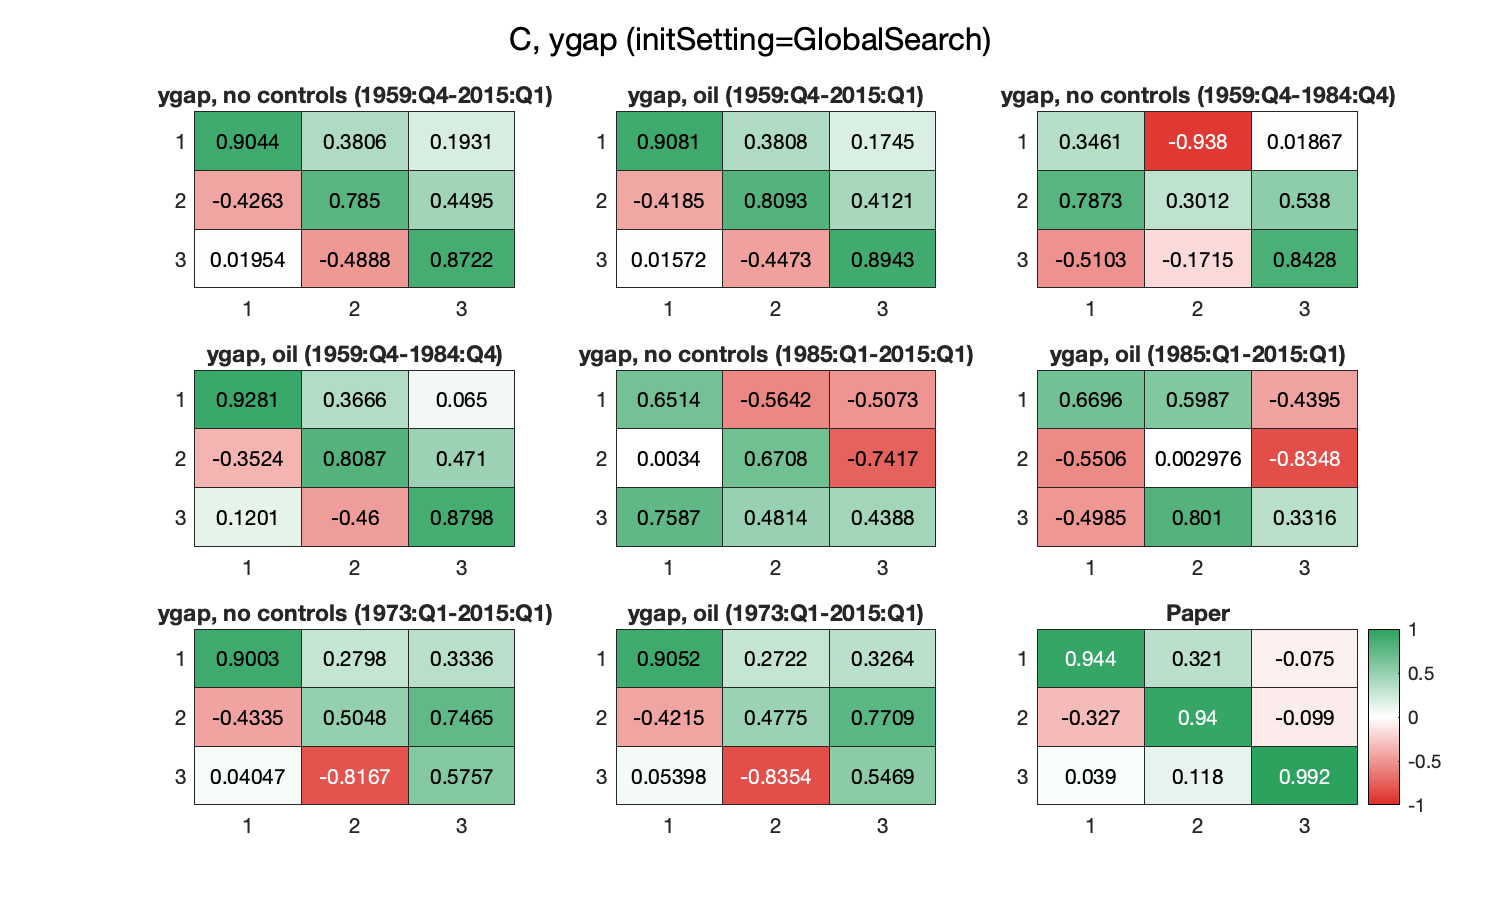 C, ygap (initSetting=GlobalSearch)
ygap, no controls (1959:Q4-2015:Q1)
1 0.9044 0.3806 0.1931
2 -0.4263 0.785 0.4495
3 0.01954 -0.4888 0.8722
1 2 3
ygap, oil (1959:Q4-2015:Q1)
1 0.9081 0.3808 0.1745
2 -0.4185 0.8093 0.4121
3 0.01572 -0.4473 0.8943
1 2 3
ygap, no controls (1959:Q4-1984:Q4)
1 0.3461 -0.938 0.01867
2 0.7873 0.3012 0.538
3 -0.5103 -0.1715 0.8428
1 2 3
ygap, oil (1959:Q4-1984:Q4)
1 0.9281 0.3666 0.065
2 -0.3524 0.8087 0.471
3 0.1201 -0.46 0.8798
1 2 3
ygap, no controls (1985:Q1-2015:Q1)
1 0.6514 -0.5642 -0.5073
2 0.0034 0.6708 -0.7417
3 0.7587 0.4814 0.4388
1 2 3
ygap, oil (1985:Q1-2015:Q1)
1 0.6696 0.5987 -0.4395
2 -0.5506 0.002976 -0.8348
3 -0.4985 0.801 0.3316
1 2 3
ygap, no controls (1973:Q1-2015:Q1)
1 0.9003 0.2798 0.3336
2 -0.4335 0.5048 0.7465
3 0.04047 -0.8167 0.5757
1 2 3
ygap, oil (1973:Q1-2015:Q1)
1 0.9052 0.2722 0.3264
2 -0.4215 0.4775 0.7709
3 0.05398 -0.8354 0.5469
1 2 3
Paper
1 0.944 0.321 -0.075
2 -0.327 0.94 -0.099
3 0.039 0.118 0.992
1 2 3
1
0.5
0
-0.5
-1